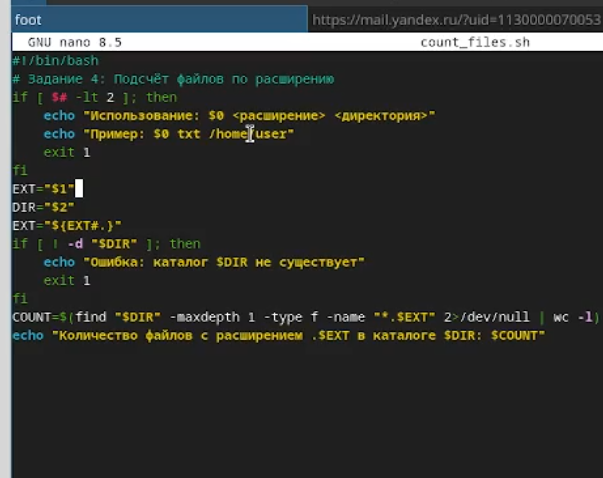 foot
https://mail.yandex.ru/?uid=1130000070053
GNU nano 8.5 count_files.sh
#!/bin/bash
# Задание 4: Подсчёт файлов по расширению
if [ $# -lt 2 ]; then
    echo "Использование: $0 <расширение> <директория>"
    echo "Пример: $0 txt /home/user"
    exit 1
fi
EXT="$1"
DIR="$2"
EXT="${EXT#.}"
if [ ! -d "$DIR" ]; then
    echo "Ошибка: каталог $DIR не существует"
    exit 1
fi
COUNT=$(find "$DIR" -maxdepth 1 -type f -name "*.$EXT" 2>/dev/null | wc -l)
echo "Количество файлов с расширением .$EXT в каталоге $DIR: $COUNT"